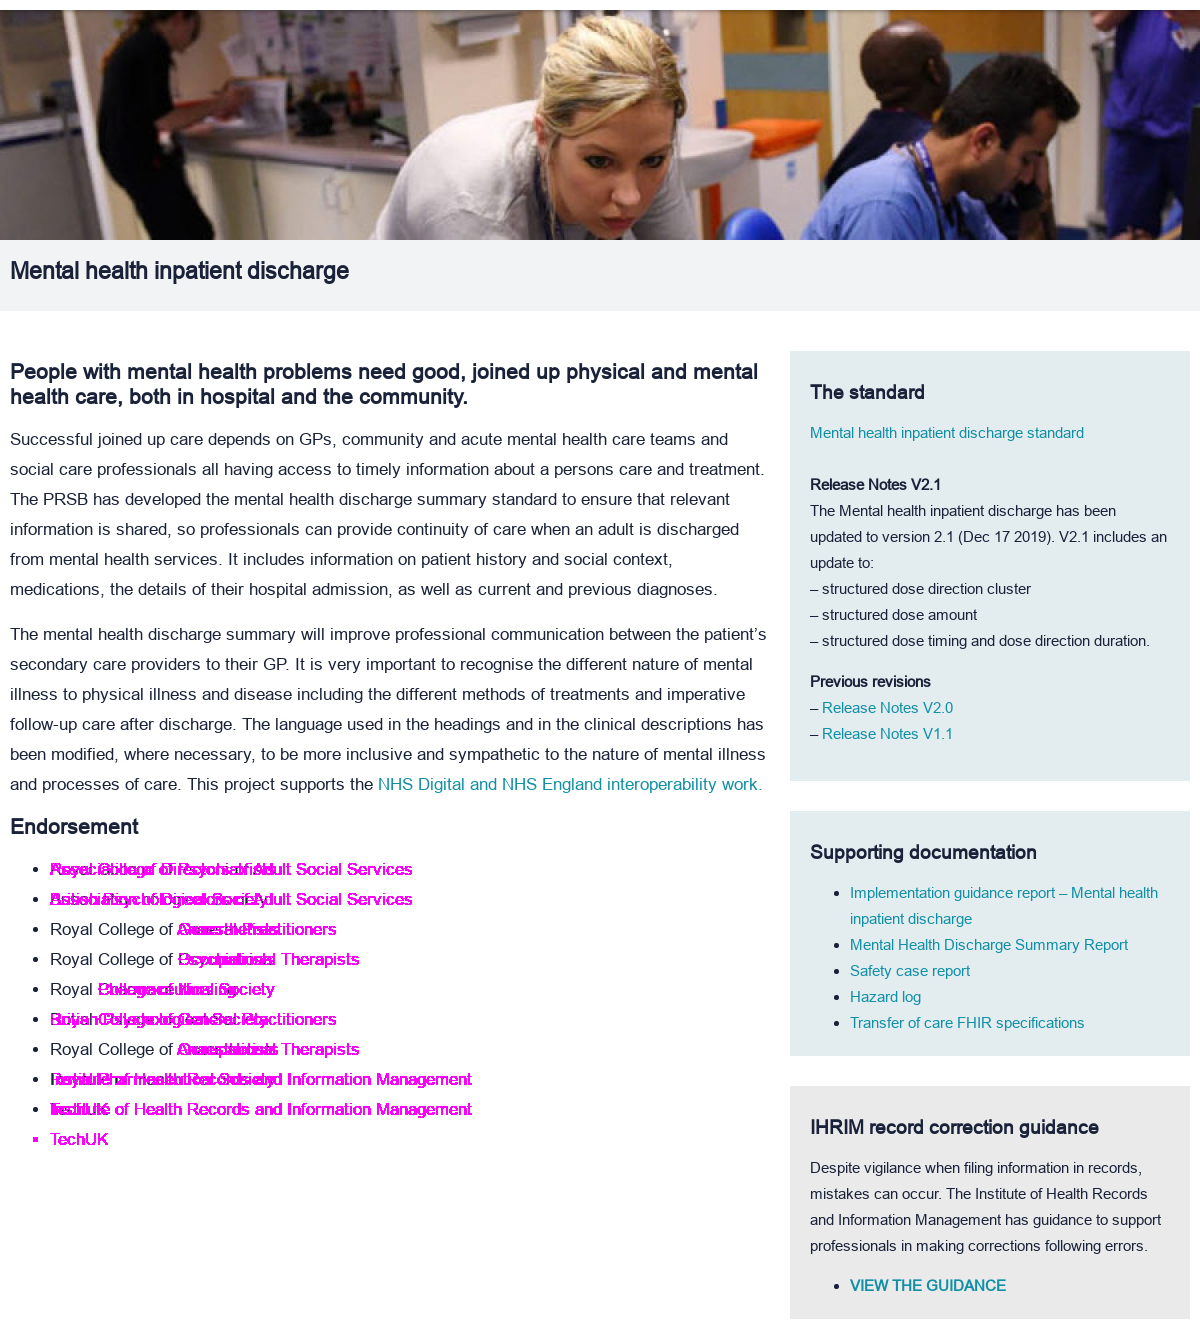 Mental health inpatient discharge
People with mental health problems need good, joined up physical and mental
health care, both in hospital and the community.
Successful joined up care depends on GPs, community and acute mental health care teams and
social care professionals all having access to timely information about a persons care and treatment.
The PRSB has developed the mental health discharge summary standard to ensure that relevant
information is shared, so professionals can provide continuity of care when an adult is discharged
from mental health services. It includes information on patient history and social context,
medications, the details of their hospital admission, as well as current and previous diagnoses.
The mental health discharge summary will improve professional communication between the patient's
secondary care providers to their GP. It is very important to recognise the different nature of mental
illness to physical illness and disease including the different methods of treatments and imperative
follow-up care after discharge. The language used in the headings and in the clinical descriptions has
been modified, where necessary, to be more inclusive and sympathetic to the nature of mental illness
and processes of care. This project supports the NHS Digital and NHS England interoperability work.
Endorsement
Adult Social Services
Adult Social Services
Royal College of
Royal College of Therapists
Royal Society
Practitioners
Royal College of Therapists
and Information Management
of Health Records and Information Management
TechUK
The standard
Mental health inpatient discharge standard
Release Notes V2.1
The Mental health inpatient discharge has been
updated to version 2.1 (Dec 17 2019). V2.1 includes an
update to:
– structured dose direction cluster
– structured dose amount
– structured dose timing and dose direction duration.
Previous revisions
– Release Notes V2.0
– Release Notes V1.1
Supporting documentation
Implementation guidance report – Mental health
inpatient discharge
Mental Health Discharge Summary Report
Safety case report
Hazard log
Transfer of care FHIR specifications
IHRIM record correction guidance
Despite vigilance when filing information in records,
mistakes can occur. The Institute of Health Records
and Information Management has guidance to support
professionals in making corrections following errors.
VIEW THE GUIDANCE